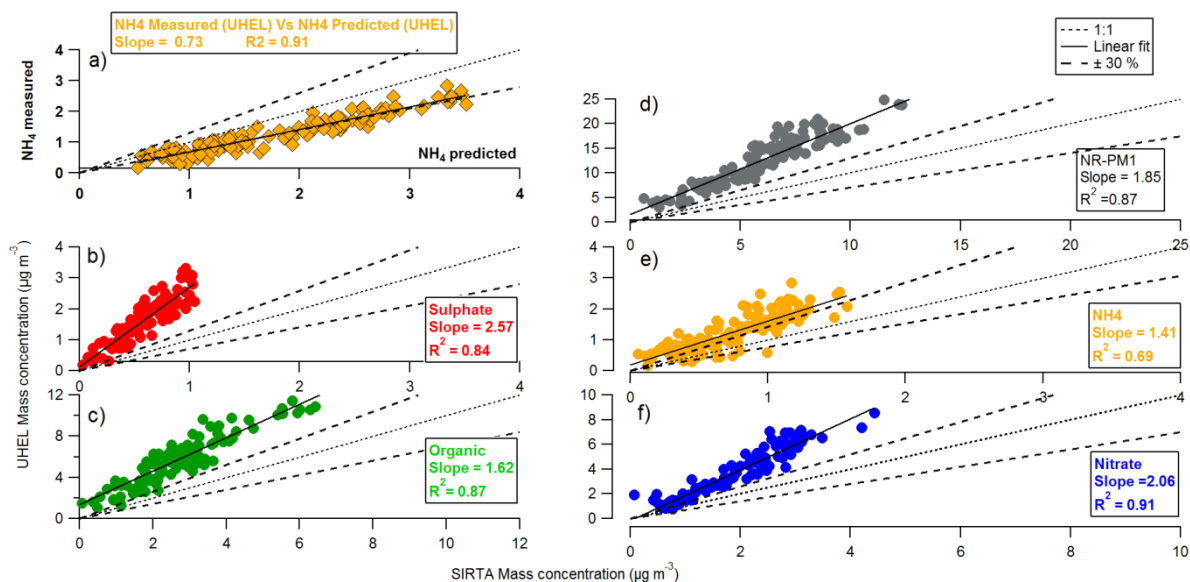 NH4 Measured (UHEL) Vs NH4 Predicted (UHEL)
Slope = 0.73 R2 = 0.91
a)
4
3
2
1
0
NH4 measured
NH4 predicted
0 1 2 3 4
1:1
Linear fit
± 30 %
d)
25
20
15
10
5
0
NR-PM1
Slope = 1.85
R2 =0.87
0 5 10 15 20 25
UHEL Mass concentration (µg m-3)
b)
4
3
2
1
0
Sulphate
Slope = 2.57
R2 = 0.84
0 1 2 3 4
e)
4
3
2
1
0
NH4
Slope = 1.41
R2 = 0.69
0 1 2 3 4
c)
12
8
4
0
Organic
Slope = 1.62
R2 = 0.87
0 2 4 6 8 10 12
f)
10
8
6
4
2
0
Nitrate
Slope =2.06
R2 = 0.91
0 2 4 6 8 10
SIRTA Mass concentration (µg m-3)